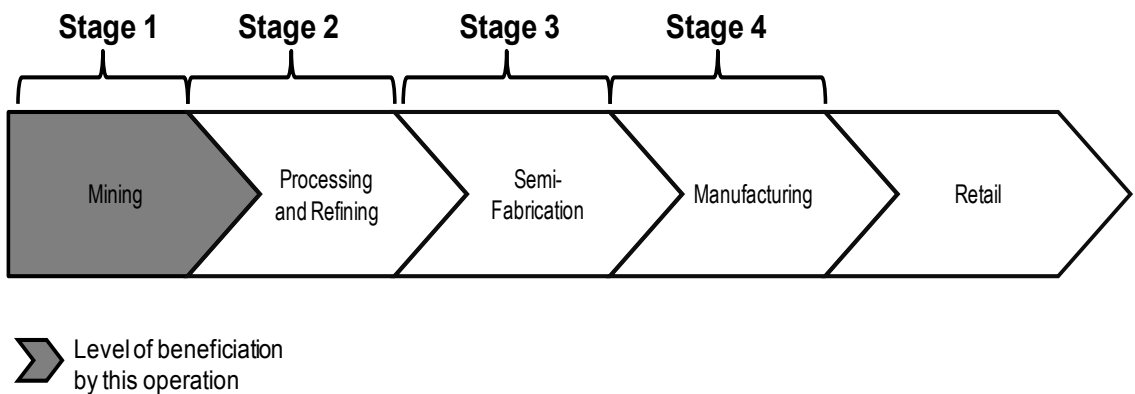 Stage 1
Stage 2
Stage 3
Stage 4
Mining
Processing
and Refining
Semi-
Fabrication
Manufacturing
Retail
Level of beneficiation
by this operation